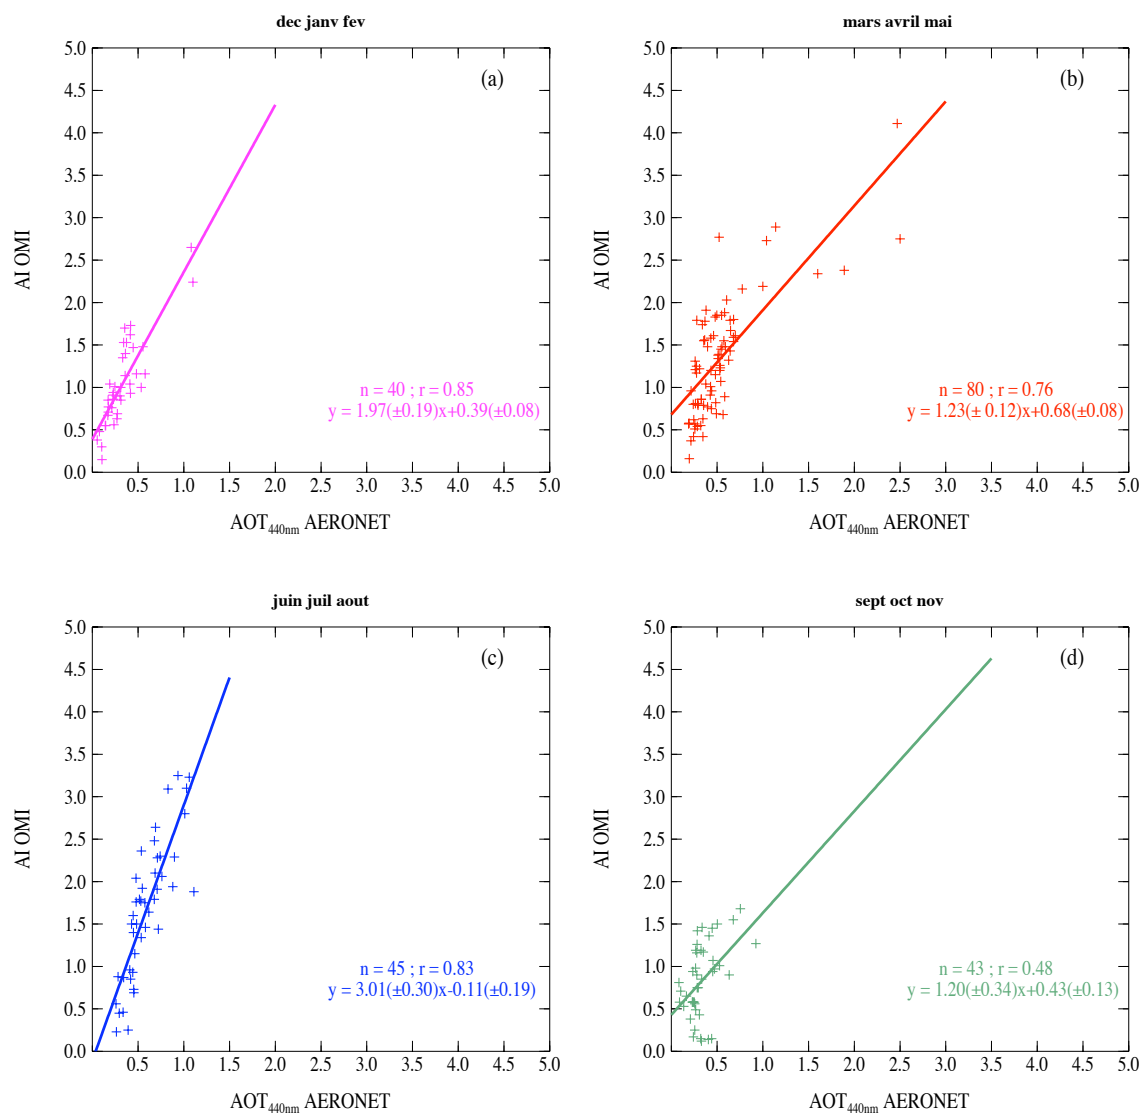 dec janv fev
(a)
5.0
4.5
4.0
3.5
3.0
2.5
2.0
1.5
1.0
0.5
0.0
AI OMI
n = 40 ; r = 0.85
y = 1.97(±0.19)x+0.39(±0.08)
0.5 1.0 1.5 2.0 2.5 3.0 3.5 4.0 4.5 5.0
AOT440nm AERONET
mars avril mai
(b)
5.0
4.5
4.0
3.5
3.0
2.5
2.0
1.5
1.0
0.5
0.0
AI OMI
n = 80 ; r = 0.76
y = 1.23(± 0.12)x+0.68(±0.08)
0.5 1.0 1.5 2.0 2.5 3.0 3.5 4.0 4.5 5.0
AOT440nm AERONET
juin juil aout
(c)
5.0
4.5
4.0
3.5
3.0
2.5
2.0
1.5
1.0
0.5
0.0
AI OMI
n = 45 ; r = 0.83
y = 3.01(±0.30)x-0.11(±0.19)
0.5 1.0 1.5 2.0 2.5 3.0 3.5 4.0 4.5 5.0
AOT440nm AERONET
sept oct nov
(d)
5.0
4.5
4.0
3.5
3.0
2.5
2.0
1.5
1.0
0.5
0.0
AI OMI
n = 43 ; r = 0.48
y = 1.20(±0.34)x+0.43(±0.13)
0.5 1.0 1.5 2.0 2.5 3.0 3.5 4.0 4.5 5.0
AOT440nm AERONET